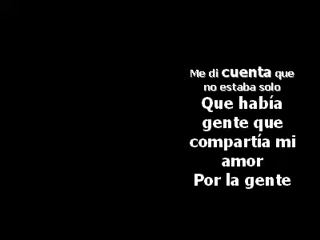 Me di cuenta que
no estaba solo
Que había
gente que
compartía mi
amor
Por la gente